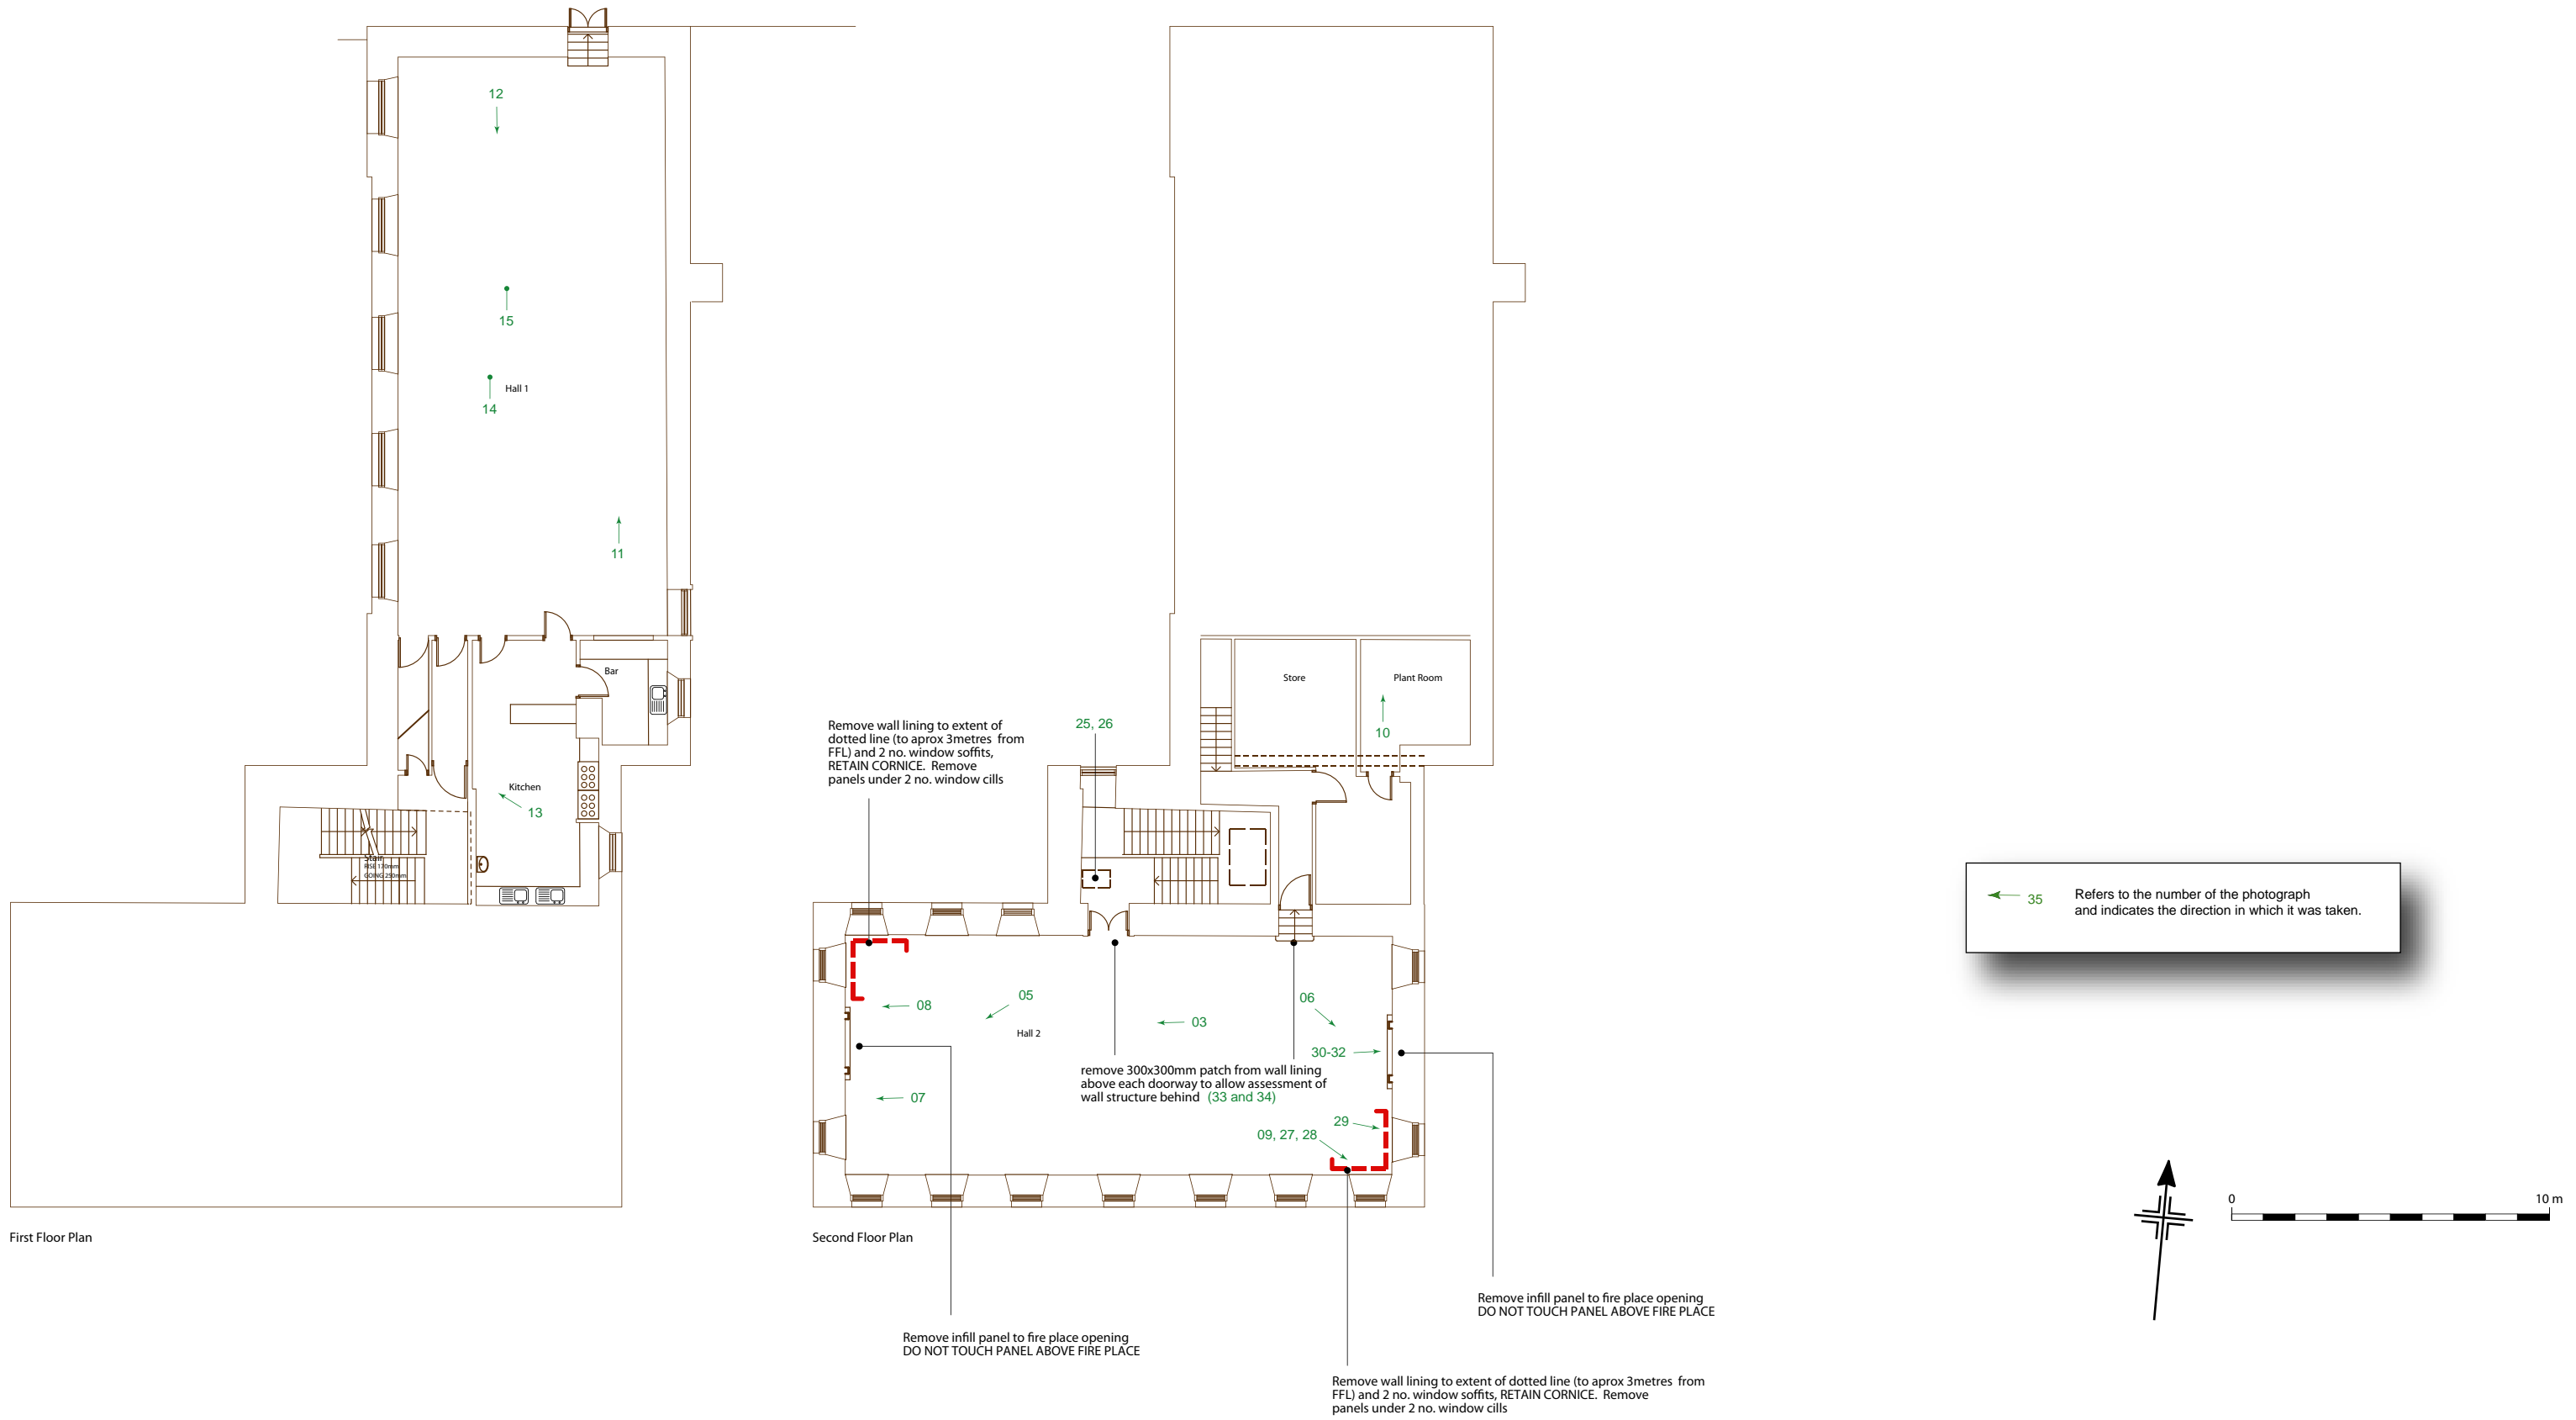 12
15
Hall 1
14
11
Bar
Kitchen
13
Stair
RISE 170mm
GOING 250mm
First Floor Plan
Remove wall lining to extent of
dotted line (to aprox 3metres from
FFL) and 2 no. window soffits,
RETAIN CORNICE. Remove
panels under 2 no. window cills
25, 26
Store
Plant Room
10
08
05
Hall 2
03
06
30-32
remove 300x300mm patch from wall lining
above each doorway to allow assessment of
wall structure behind (33 and 34)
07
29
09, 27, 28
Second Floor Plan
Remove infill panel to fire place opening
DO NOT TOUCH PANEL ABOVE FIRE PLACE
Remove infill panel to fire place opening
DO NOT TOUCH PANEL ABOVE FIRE PLACE
Remove wall lining to extent of dotted line (to aprox 3metres from
FFL) and 2 no. window soffits, RETAIN CORNICE. Remove
panels under 2 no. window cills
35
Refers to the number of the photograph
and indicates the direction in which it was taken.
0
10 m